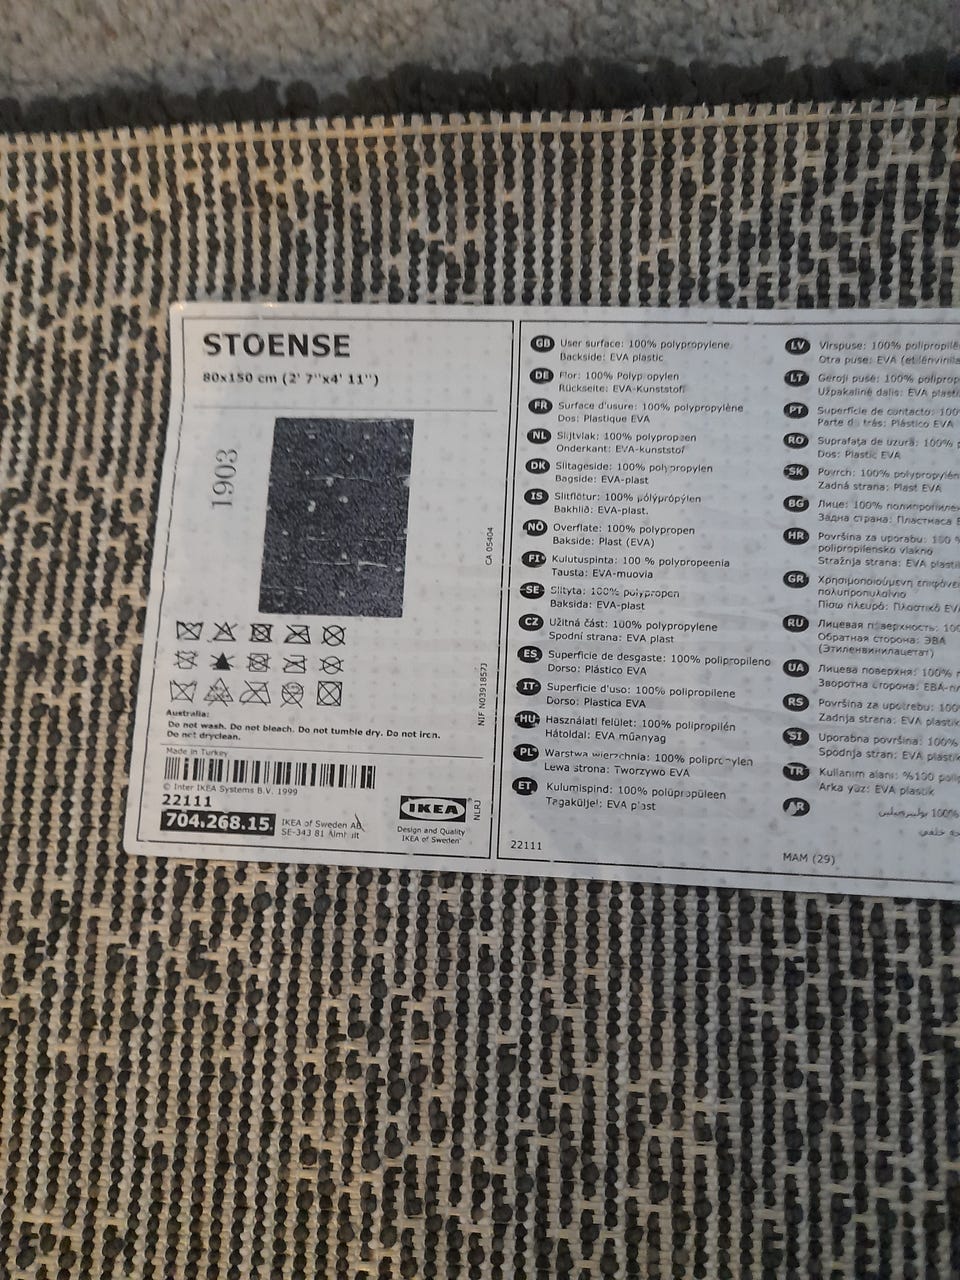 STOENSE
80x150 cm (2' 7''x4' 11'')
1903
CA 05404
NIF N0391857J
Australia:
Do not wash. Do not bleach. Do not tumble dry. Do not iron.
Do not dryclean.
Made in Turkey
© Inter IKEA Systems B.V. 1999
22111
704.268.15
IKEA of Sweden AB
SE-343 81 Älmhult
IKEA
Design and Quality
IKEA of Sweden
NLRJ
GB User surface: 100% polypropylene
Backside: EVA plastic
DE Flor: 100% Polypropylen
Rückseite: EVA-Kunststoff
FR Surface d'usure: 100% polypropylène
Dos: Plastique EVA
NL Slijtvlak: 100% polypropeen
Onderkant: EVA-kunststof
DK Slitageside: 100% polypropylen
Bagside: EVA-plast
IS Slitflötur: 100% pólýprópýlen
Bakhlið: EVA-plast.
NO Overflate: 100% polypropen
Bakside: Plast (EVA)
FI Kulutuspinta: 100 % polypropeenia
Tausta: EVA-muovia
SE Slityta: 100% polypropen
Baksida: EVA-plast
CZ Užitná část: 100% polypropylene
Spodní strana: EVA plast
ES Superficie de desgaste: 100% polipropileno
Dorso: Plástico EVA
IT Superficie d'uso: 100% polipropilene
Dorso: Plastica EVA
HU Használati felület: 100% polipropilén
Hátoldal: EVA műanyag
PL Warstwa wierzchnia: 100% polipropylen
Lewa strona: Tworzywo EVA
ET Kulumispind: 100% polüpropüleen
Tagaküljel: EVA plast
22111
LV Virspuse: 100%
Otra puse: EVA
LT Geroji pusė: 100%
Užpakalinė dalis: EVA
PT Superfície de contacto:
Parte de trás: Plástico EVA
RO Suprafața de uzură:
Dos: Plastic EVA
SK Povrch: 100%
Zadná strana: Plast EVA
BG Лице: 100%
Задна страна: Пластмаса
HR Površina za uporabu:
polipropilensko vlakno
Stražnja strana: EVA
GR Χρησιμοποιούμενη
πολυπροπυλαίνιο
Πίσω πλευρά: Πλαστικό
RU Лицевая поверхность:
Обратная сторона: ЭВА
(Этиленвинилацетат)
UA Лицева поверхня: 100%
Зворотна сторона:
RS Površina za upotrebu:
Zadnja strana: EVA
SI Uporabna površina: 100%
Spodnja stran: EVA
TR Kullanım alanı: %100
Arka yüz: EVA plastik
AR
MAM (29)